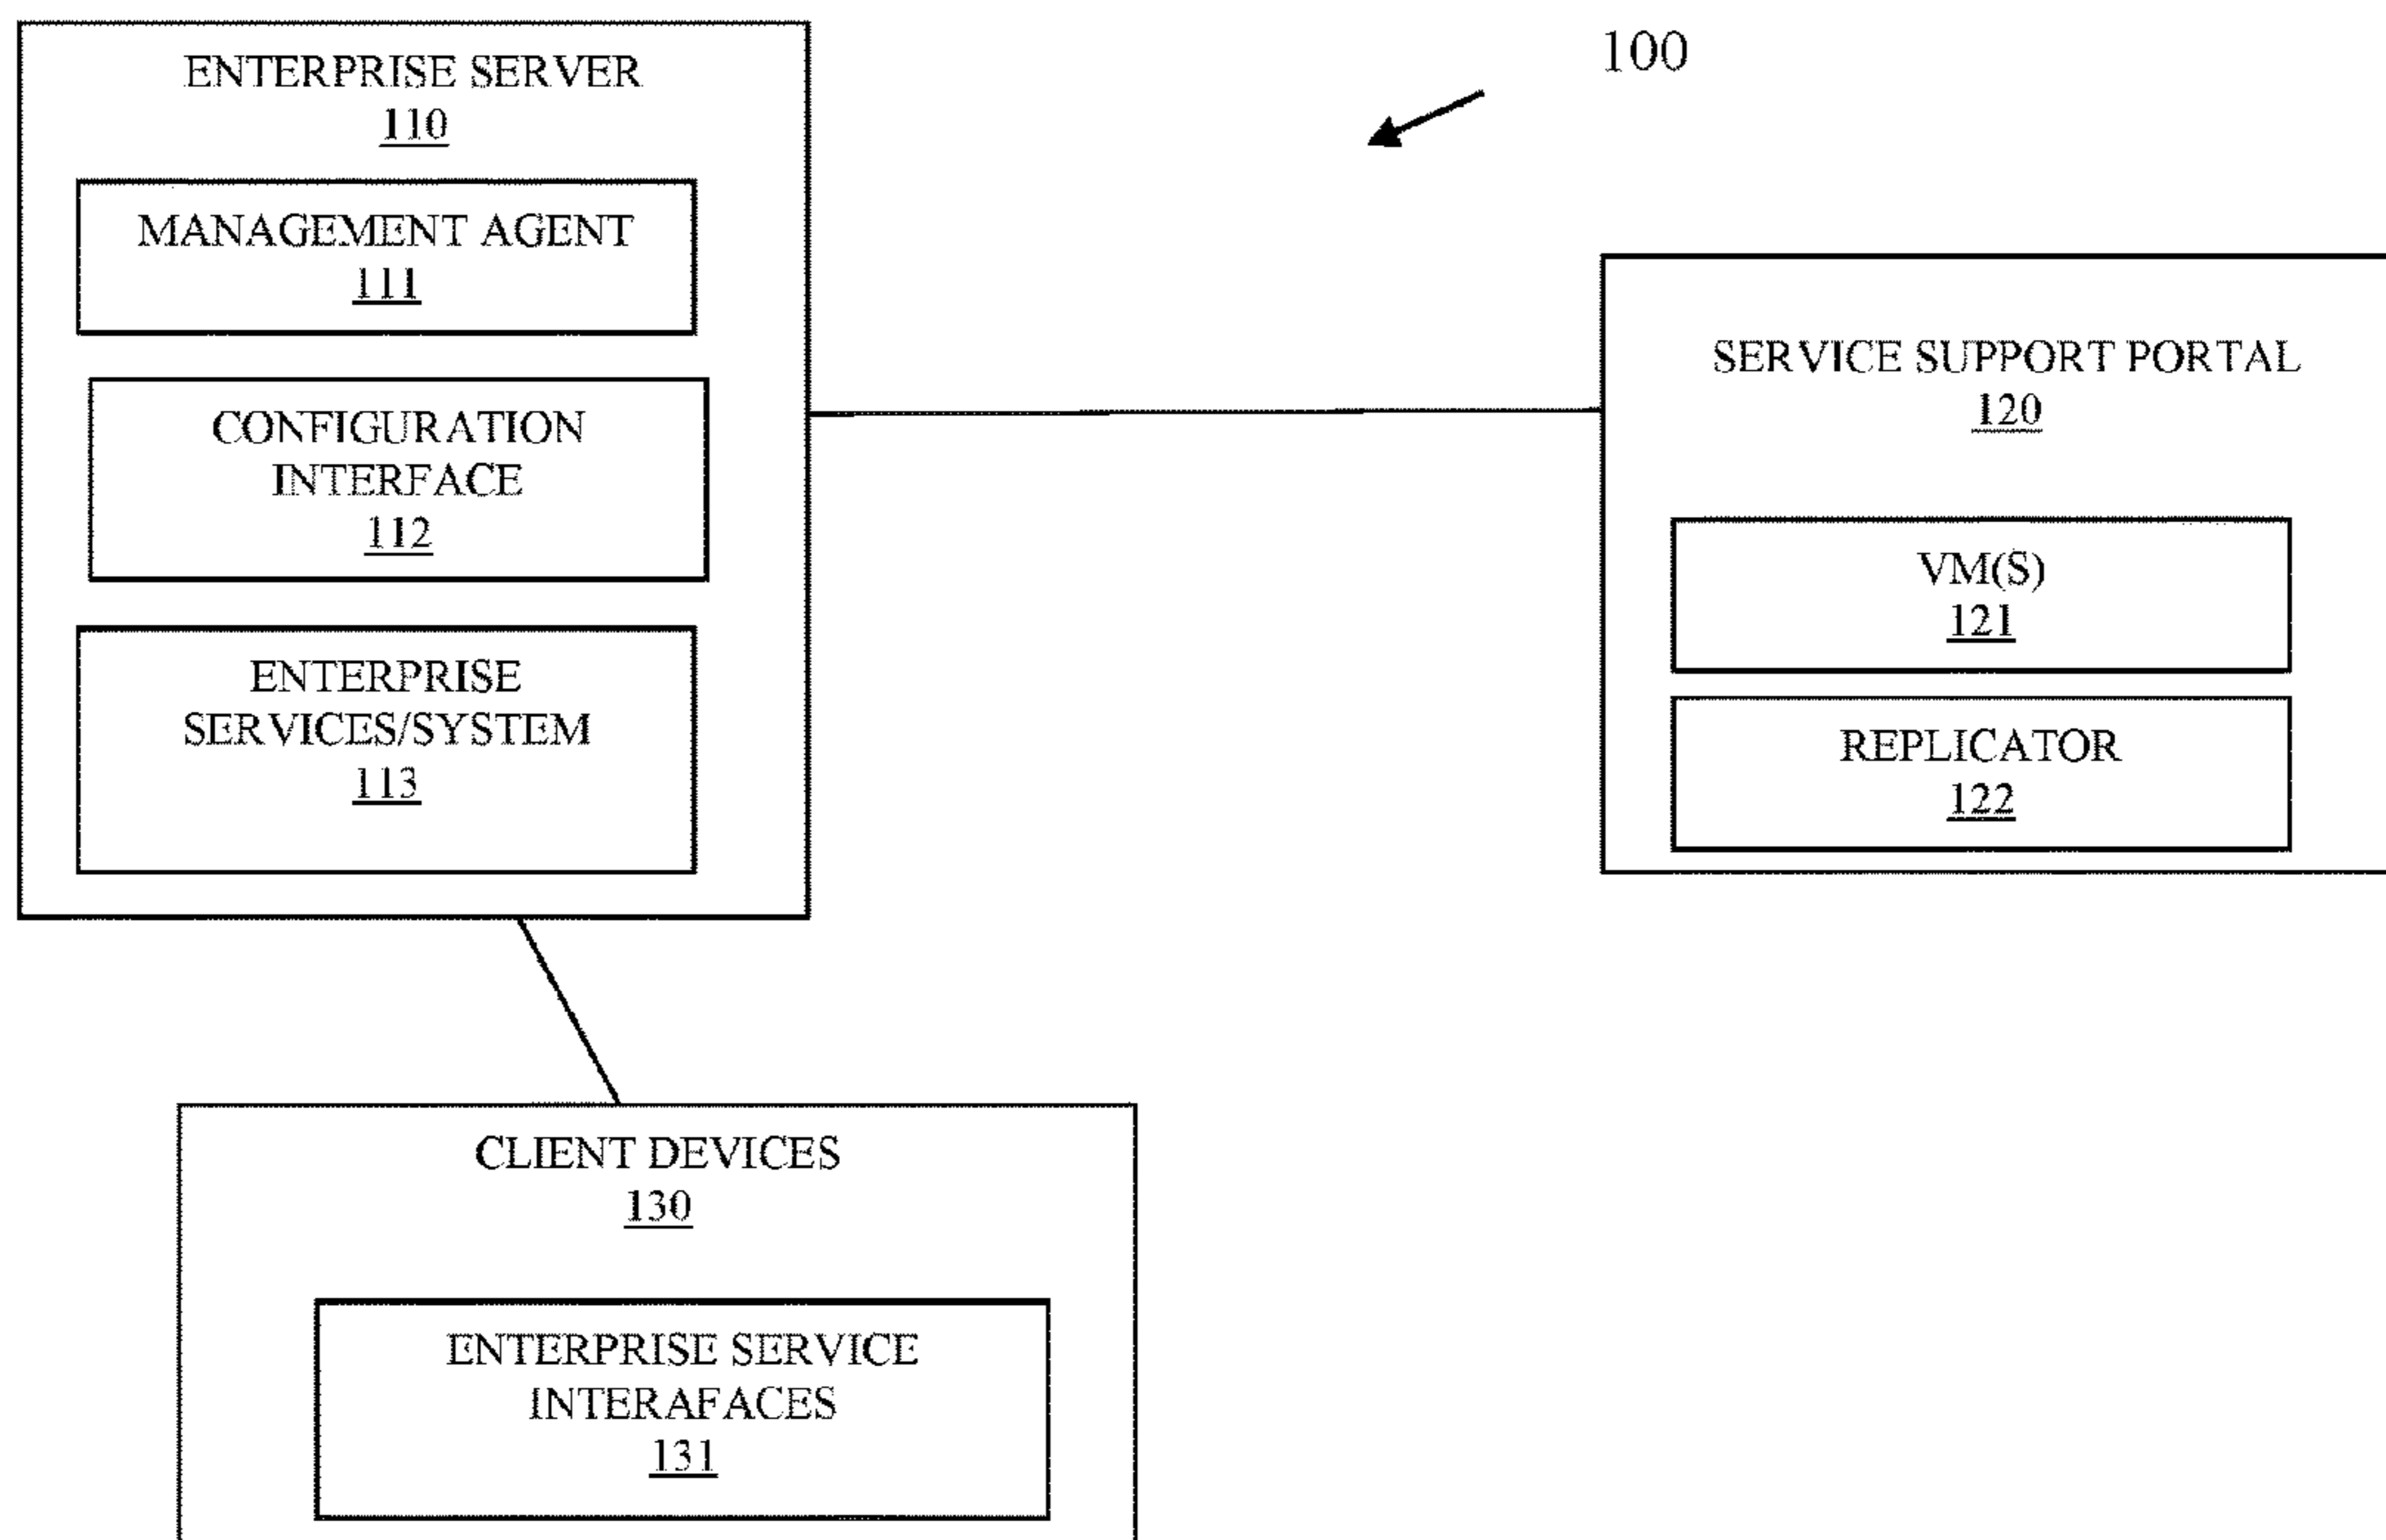 100
ENTERPRISE SERVER
110
MANAGEMENT AGENT
111
CONFIGURATION
INTERFACE
112
ENTERPRISE
SERVICES/SYSTEM
113
SERVICE SUPPORT PORTAL
120
VM(S)
121
REPLICATOR
122
CLIENT DEVICES
130
ENTERPRISE SERVICE
INTERAFACES
131